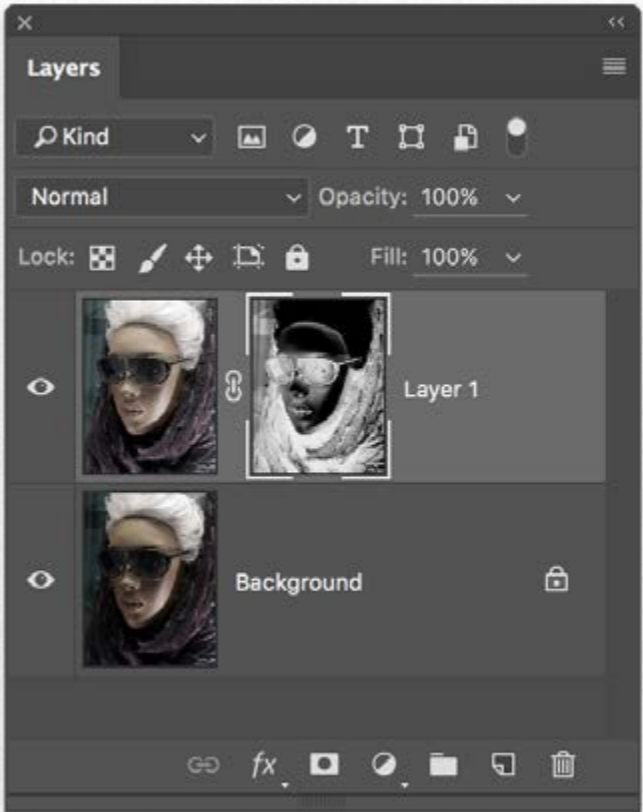 Layers
Kind
Normal Opacity: 100%
Lock: Fill: 100%
Layer 1
Background
fx